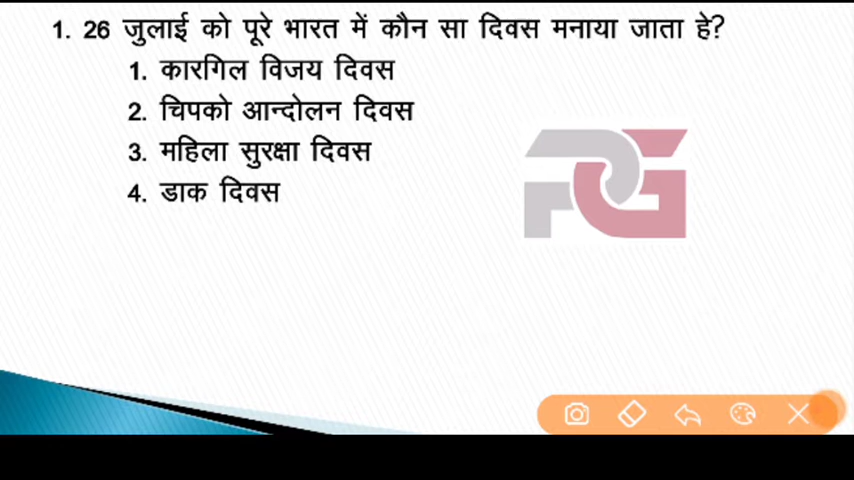 1. 26 जुलाई को पूरे भारत में कौन सा दिवस मनाया जाता हे?
1. कारगिल विजय दिवस
2. चिपको आन्दोलन दिवस
3. महिला सुरक्षा दिवस
4. डाक दिवस
PG